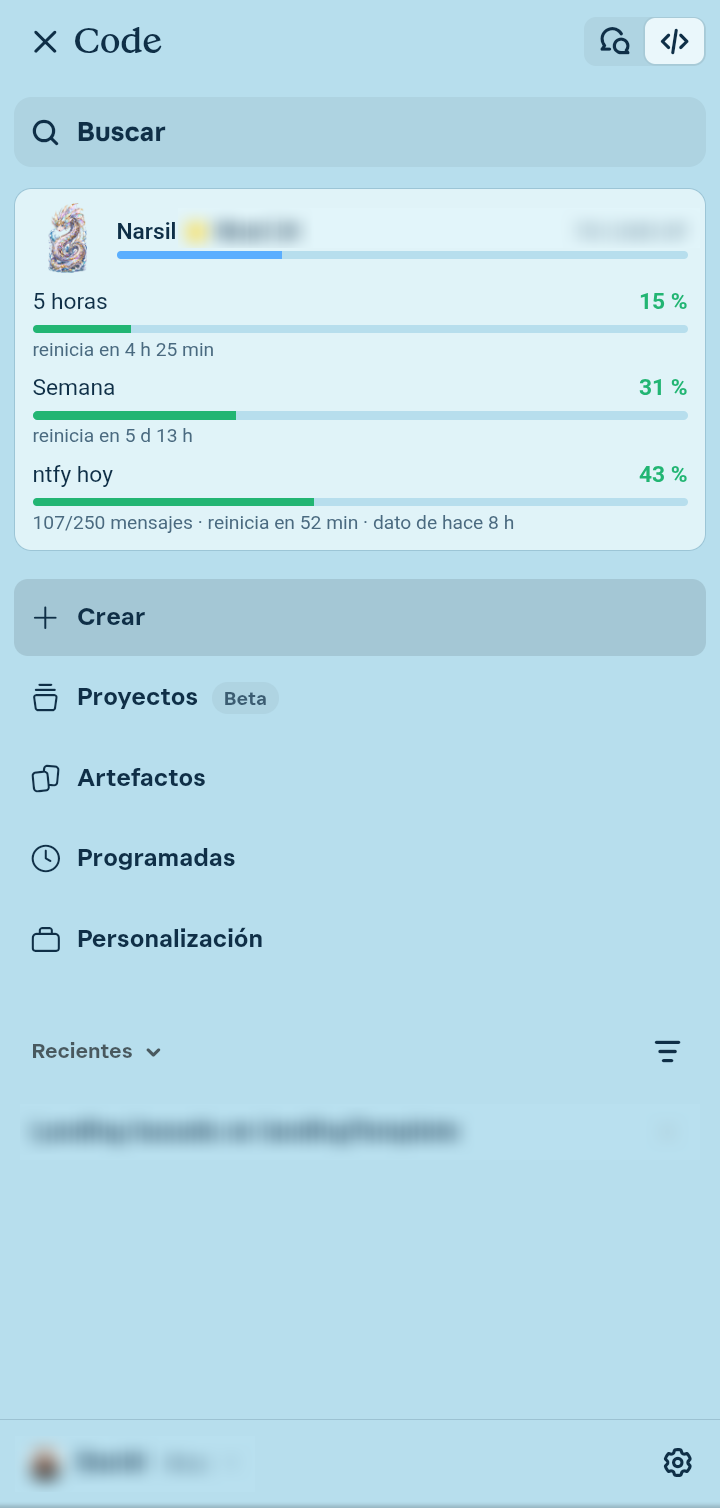 Code
Buscar
Narsil
5 horas 15 %
reinicia en 4 h 25 min
Semana 31 %
reinicia en 5 d 13 h
ntfy hoy 43 %
107/250 mensajes · reinicia en 52 min · dato de hace 8 h
Crear
Proyectos Beta
Artefactos
Programadas
Personalización
Recientes